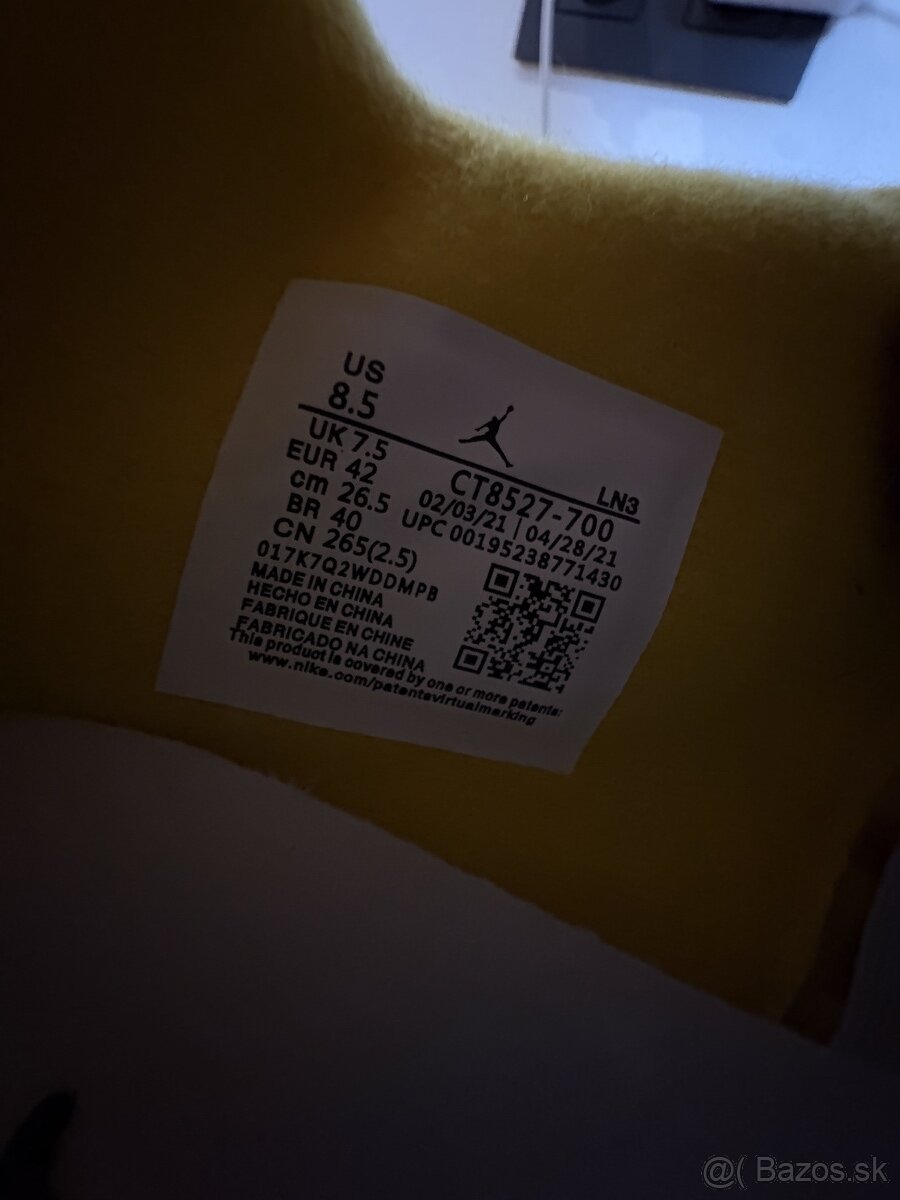 US
8.5
LN3
UK 7.5
EUR 42
cm 26.5
BR 40
CN 265(2.5)
CT8527-700
02/03/21 | 04/28/21
UPC 00195238771430
017K7Q2WDDMPB
MADE IN CHINA
HECHO EN CHINA
FABRIQUE EN CHINE
FABRICADO NA CHINA
This product is covered by one or more patents:
www.nike.com/patentsvirtualmarking
@( Bazos.sk